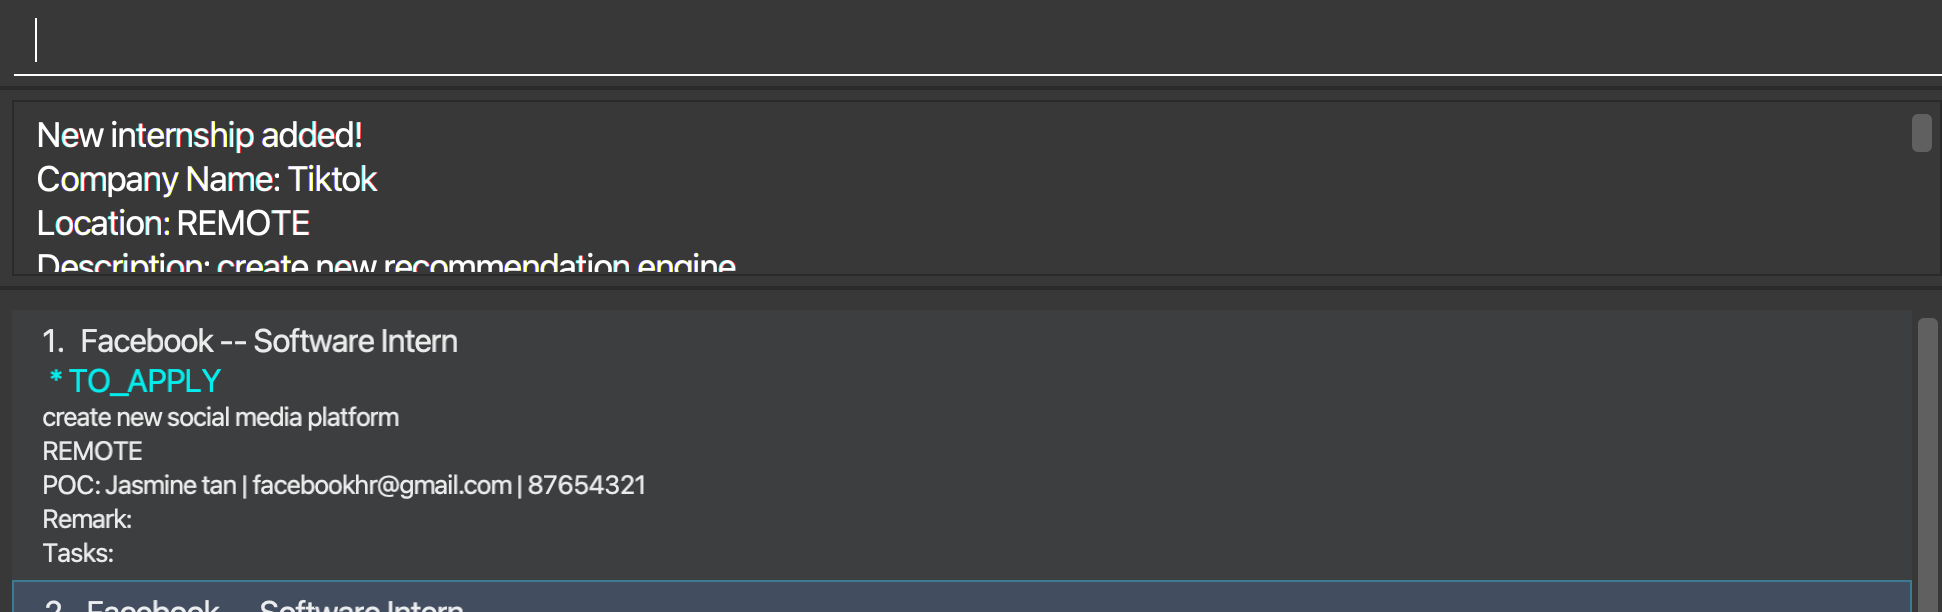 New internship added!
Company Name: Tiktok
Location: REMOTE
Description: create new recommendation engine
1. Facebook -- Software Intern
* TO_APPLY
create new social media platform
REMOTE
POC: Jasmine tan | facebookhr@gmail.com | 87654321
Remark:
Tasks:
2. Facebook -- Software Intern